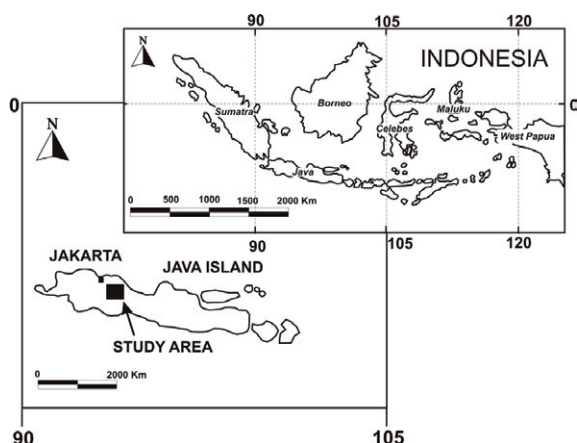 90 105 120
N
INDONESIA
0 0
Sumatra
Borneo
Celebes
Maluku
West Papua
Java
0 500 1000 1500 2000 Km
90 105 120
N
JAKARTA
JAVA ISLAND
STUDY AREA
0 2000 Km
90 105